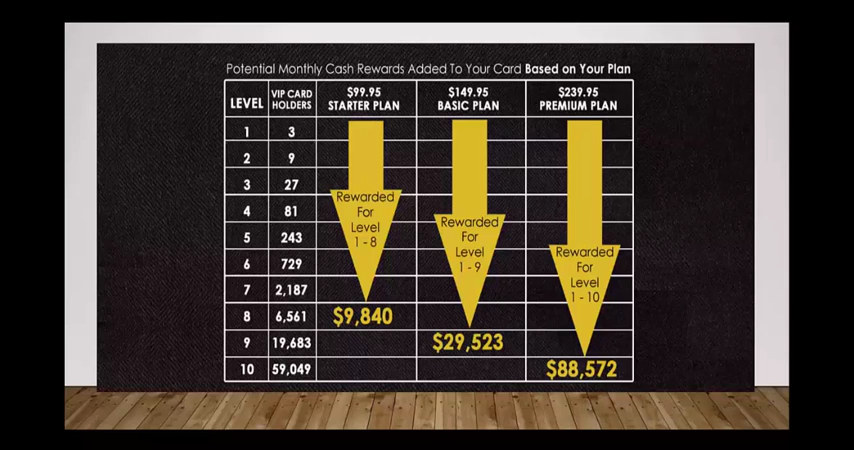 Potential Monthly Cash Rewards Added To Your Card Based on Your Plan
LEVEL VIP CARD HOLDERS $99.95 STARTER PLAN $149.95 BASIC PLAN $239.95 PREMIUM PLAN
1 3
2 9
3 27
4 81
5 243
6 729
7 2,187
8 6,561 $9,840
9 19,683 $29,523
10 59,049 $88,572
Rewarded
For
Level
1 - 8
Rewarded
For
Level
1 - 9
Rewarded
For
Level
1 - 10